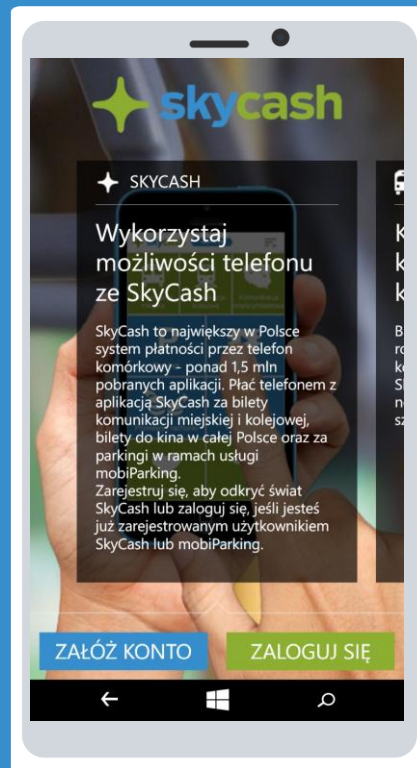 skycash
SKYCASH
Wykorzystaj
możliwości telefonu
ze SkyCash
SkyCash to największy w Polsce
system płatności przez telefon
komórkowy - ponad 1,5 mln
pobranych aplikacji. Płać telefonem z
aplikacją SkyCash za bilety
komunikacji miejskiej i kolejowej,
bilety do kina w całej Polsce oraz za
parkingi w ramach usługi
mobiParking.
Zarejestruj się, aby odkryć świat
SkyCash lub zaloguj się, jeśli jesteś
już zarejestrowanym użytkownikiem
SkyCash lub mobiParking.
ZAŁÓŻ KONTO
ZALOGUJ SIĘ